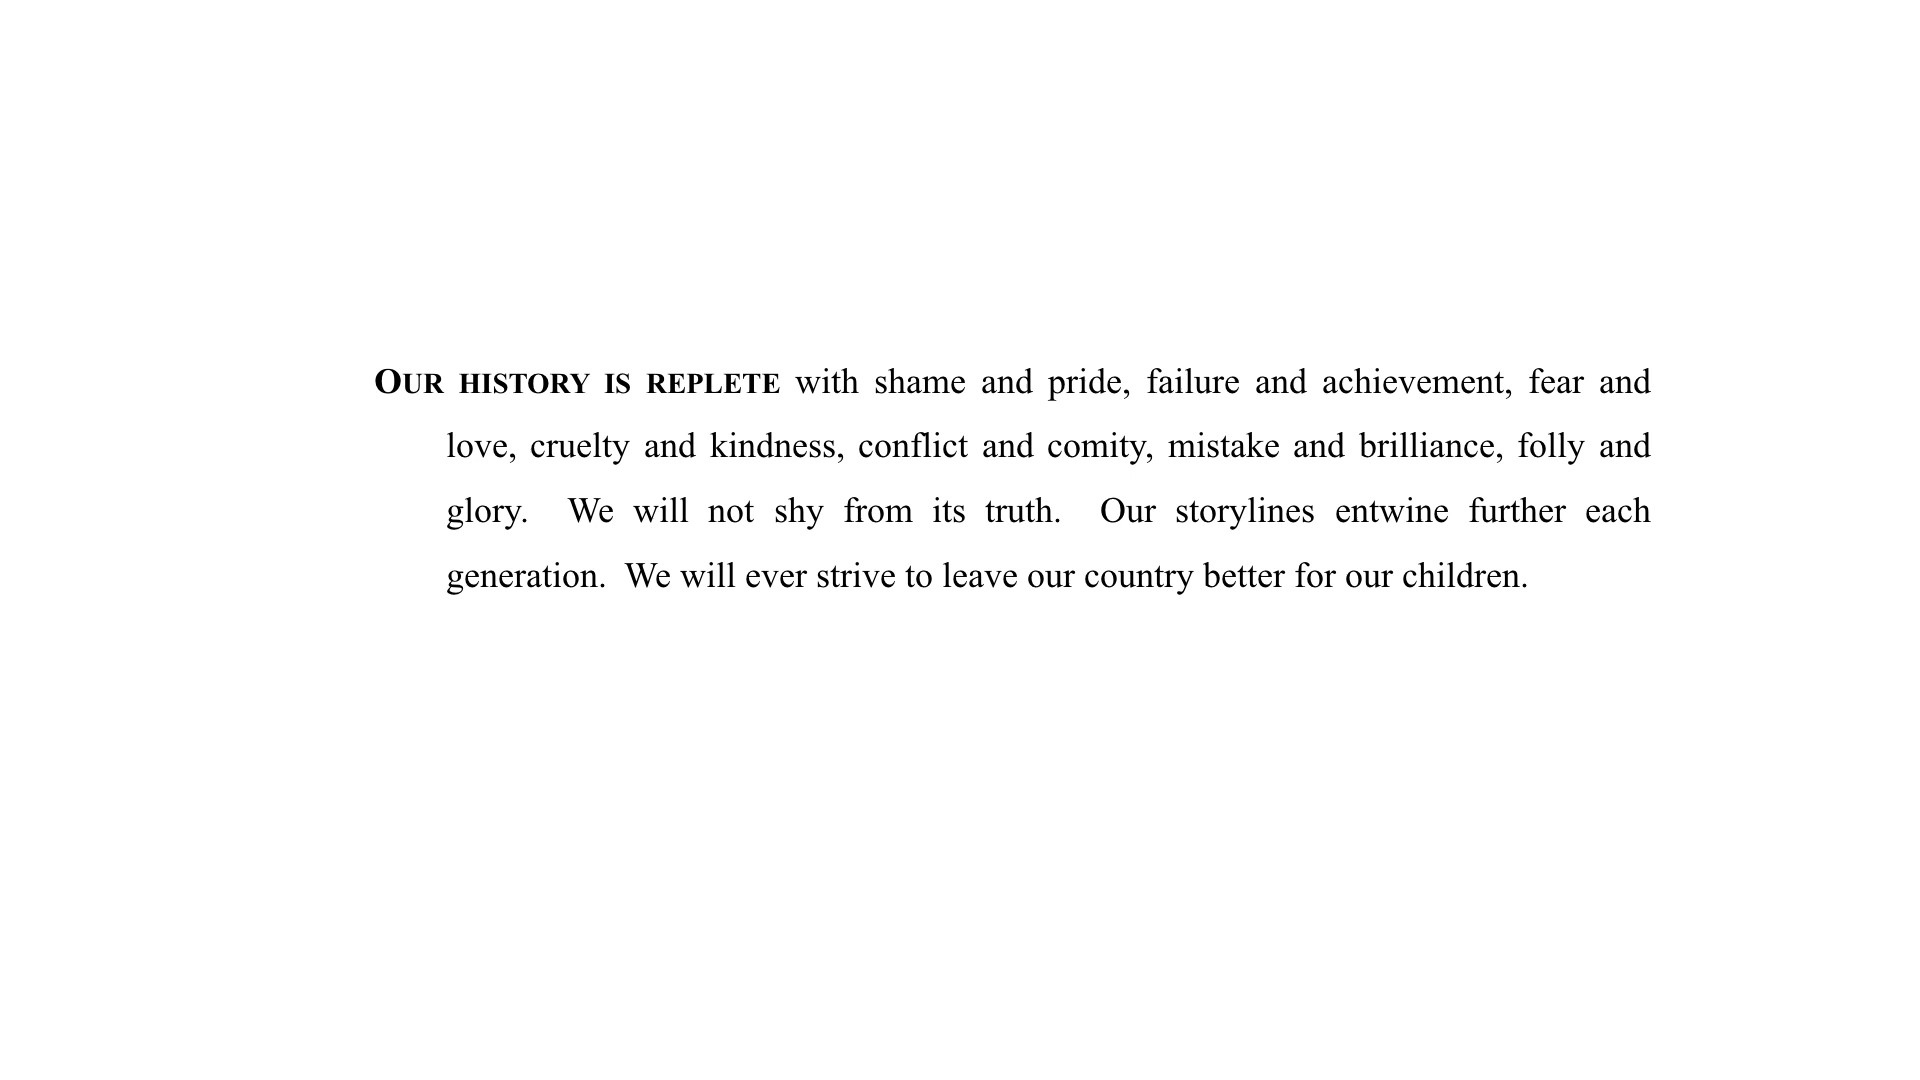 OUR HISTORY IS REPLETE with shame and pride, failure and achievement, fear and
love, cruelty and kindness, conflict and comity, mistake and brilliance, folly and
glory.  We will not shy from its truth.  Our storylines entwine further each
generation.  We will ever strive to leave our country better for our children.